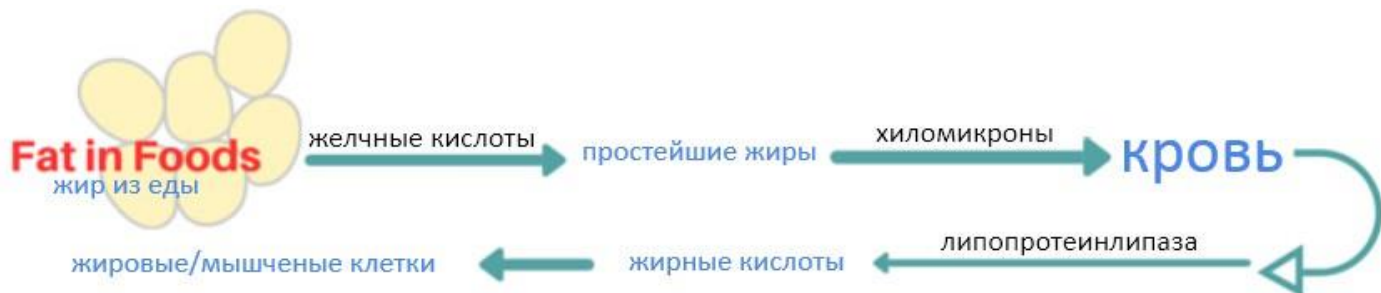 Fat in Foods
жир из еды
желчные кислоты
простейшие жиры
хиломикроны
кровь
липопротеинлипаза
жирные кислоты
жировые/мышченые клетки